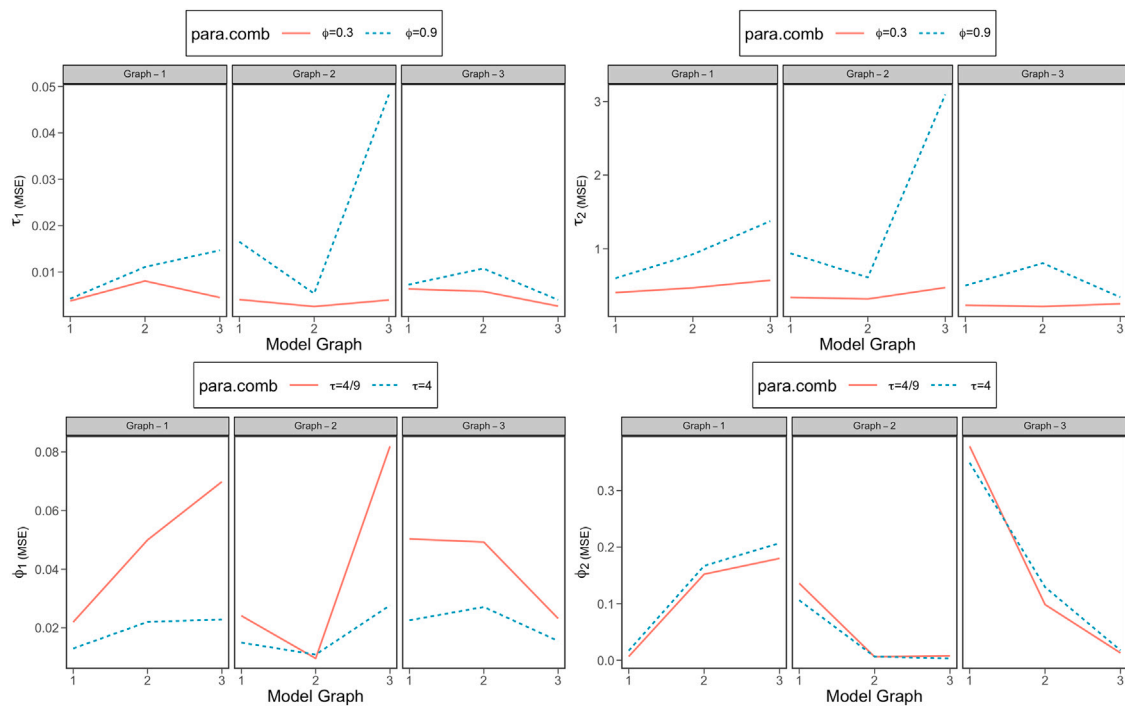 para.comb φ=0.3 φ=0.9
Graph – 1 Graph – 2 Graph – 3
0.05
0.04
0.03
0.02
0.01
τ1 (MSE)
1 2 3 1 2 3 1 2 3
Model Graph
para.comb φ=0.3 φ=0.9
Graph – 1 Graph – 2 Graph – 3
3
2
1
τ2 (MSE)
1 2 3 1 2 3 1 2 3
Model Graph
para.comb τ=4/9 τ=4
Graph – 1 Graph – 2 Graph – 3
0.08
0.06
0.04
0.02
ϕ1 (MSE)
1 2 3 1 2 3 1 2 3
Model Graph
para.comb τ=4/9 τ=4
Graph – 1 Graph – 2 Graph – 3
0.3
0.2
0.1
0.0
ϕ2 (MSE)
1 2 3 1 2 3 1 2 3
Model Graph